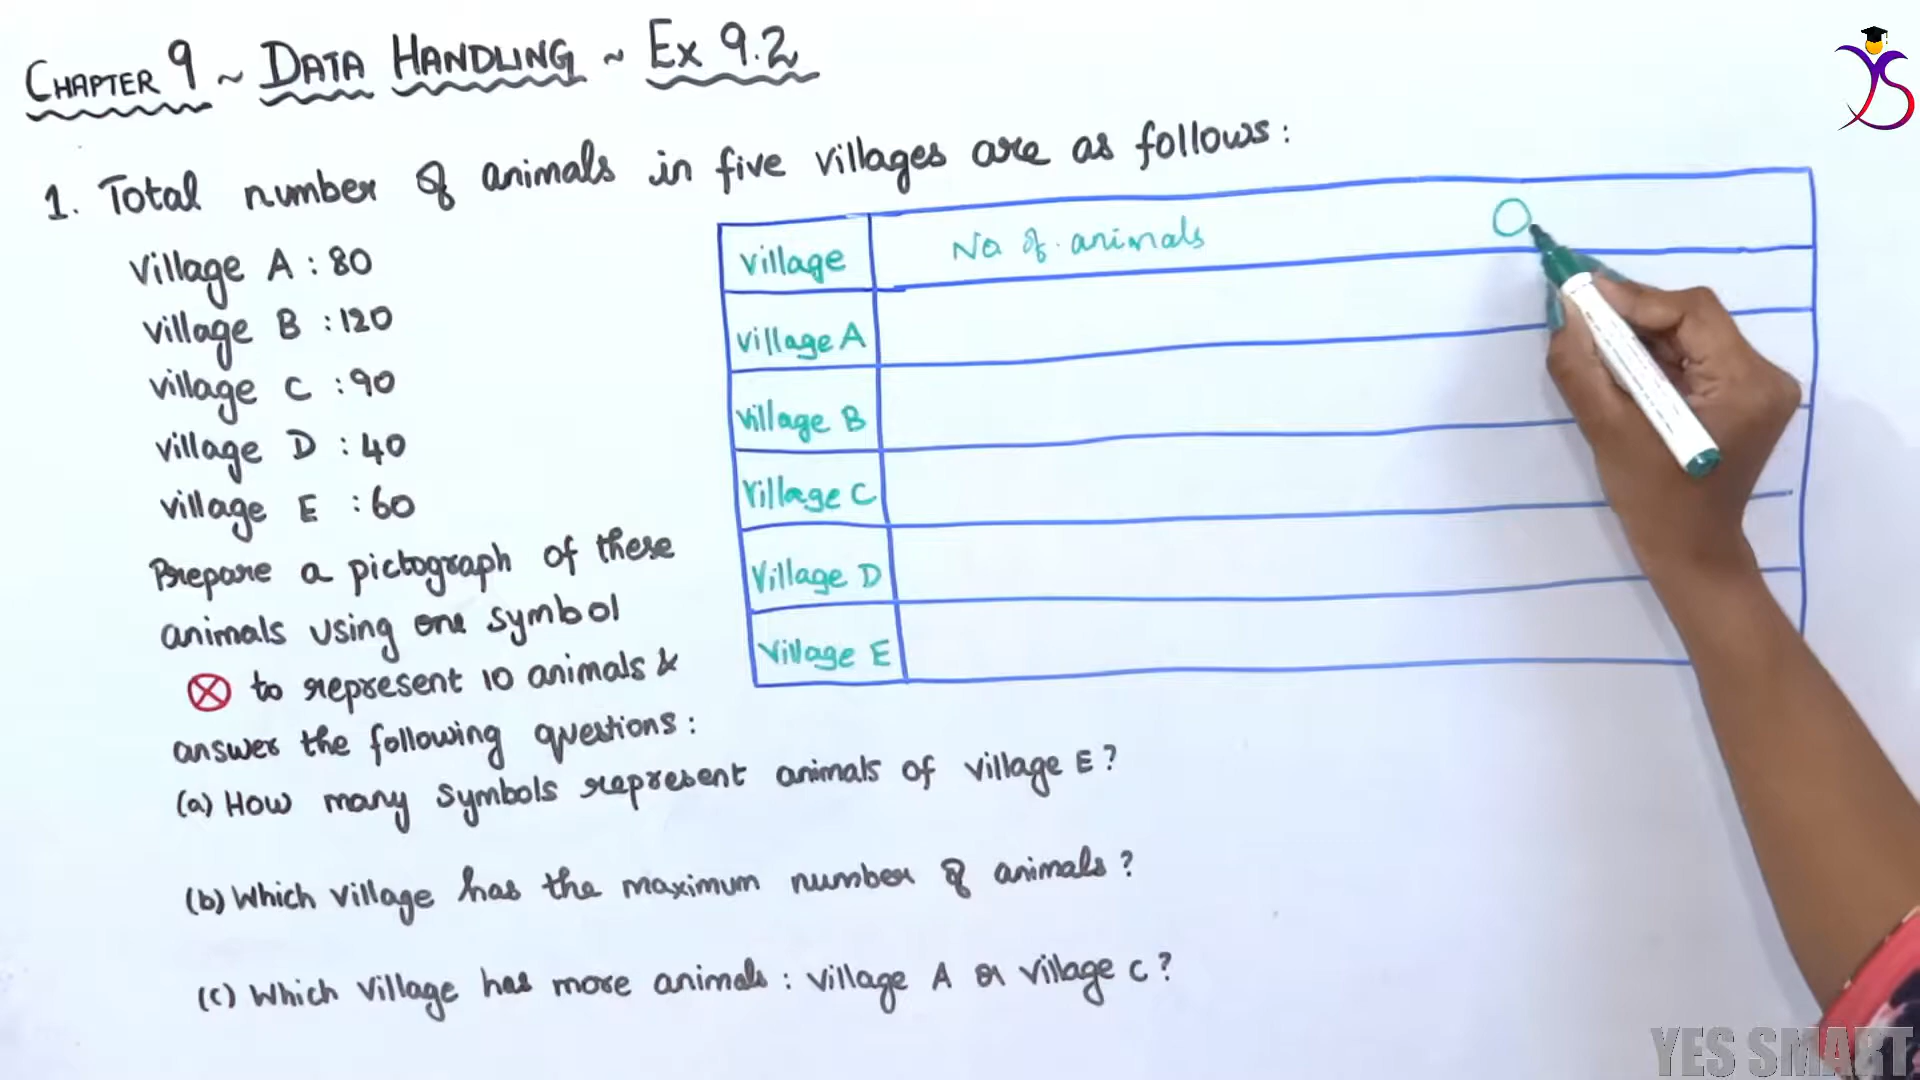 CHAPTER 9 ~ DATA HANDLING ~ Ex 9.2
1. Total number of animals in five villages are as follows:
Village A : 80
village B : 120
village C : 90
village D : 40
village E : 60
Prepare a pictograph of these
animals using one symbol
⊗ to represent 10 animals &
answer the following questions:
(a) How many symbols represent animals of village E?
(b) Which village has the maximum number of animals?
(c) Which village has more animals: village A or village C?
village No of animals
village A
village B
village C
Village D
Village E
YS
YES SMART